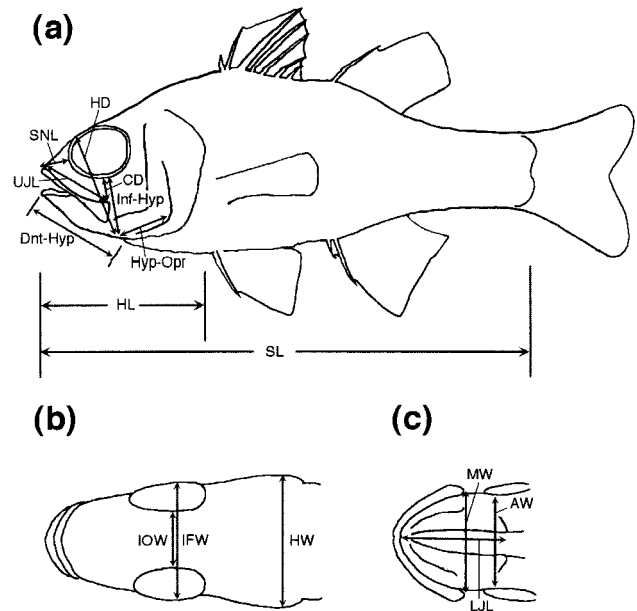 (a)
HD
SNL
UJL
CD
Inf-Hyp
Dnt-Hyp
Hyp-Opr
HL
SL
(b)
(c)
MW
AW
IOW IFW
HW
LJL